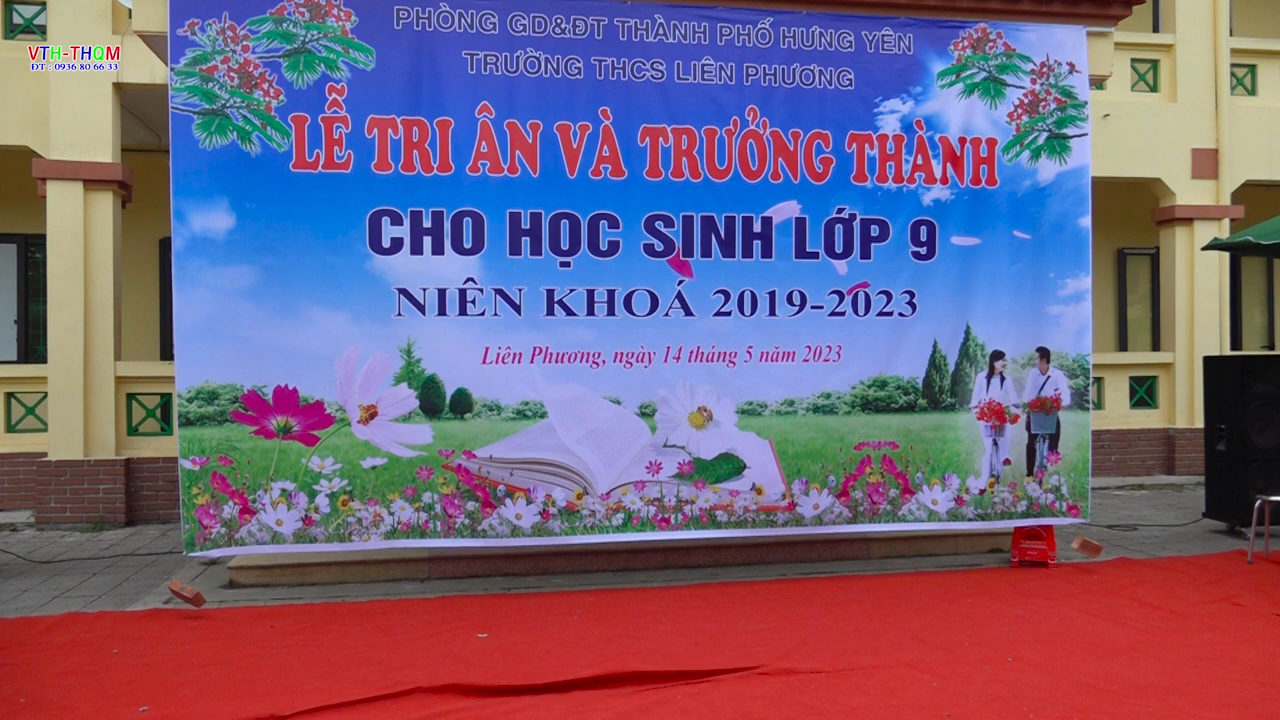 VTH-THQM
ĐT : 0936 80 66 33
PHÒNG GD&ĐT THÀNH PHỐ HƯNG YÊN
TRƯỜNG THCS LIÊN PHƯƠNG
LỄ TRI ÂN VÀ TRƯỞNG THÀNH
CHO HỌC SINH LỚP 9
NIÊN KHOÁ 2019-2023
Liên Phương, ngày 14 tháng 5 năm 2023